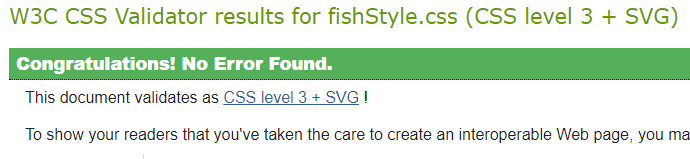 W3C CSS Validator results for fishStyle.css (CSS level 3 + SVG)
Congratulations! No Error Found.
This document validates as CSS level 3 + SVG !
To show your readers that you've taken the care to create an interoperable Web page, you ma